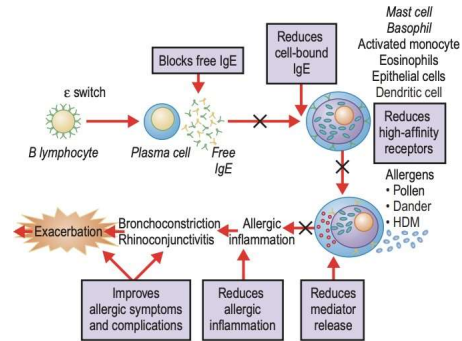 Mast cell
Basophil
Activated monocyte
Eosinophils
Epithelial cells
Dendritic cell
Reduces
cell-bound
IgE
Blocks free IgE
ε switch
B lymphocyte
Plasma cell
Free
IgE
Reduces
high-affinity
receptors
Allergens
• Pollen
• Dander
• HDM
Exacerbation
Bronchoconstriction
Rhinoconjunctivitis
Allergic
inflammation
Improves
allergic symptoms
and complications
Reduces
allergic
inflammation
Reduces
mediator
release